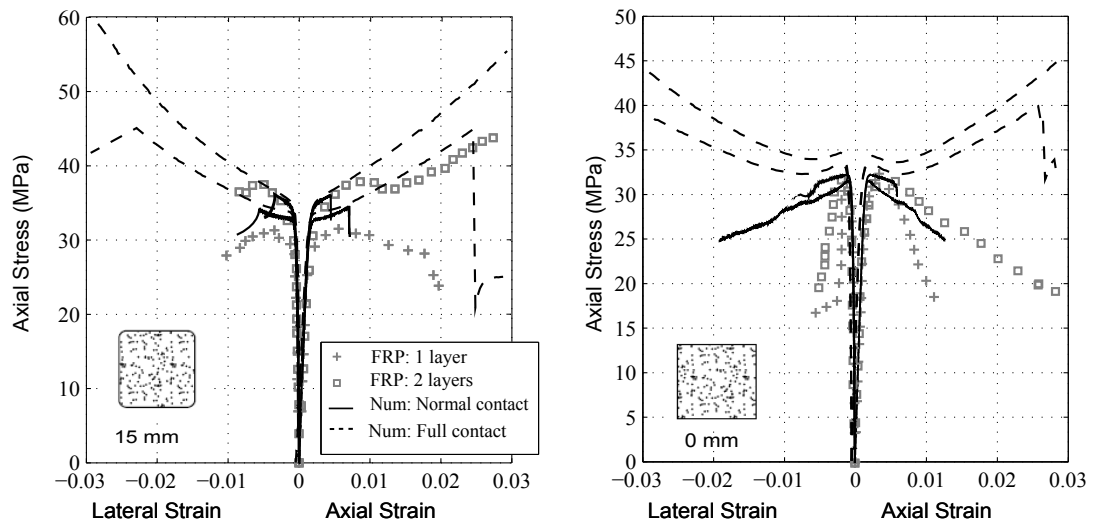 60
50
40
30
20
10
0
Axial Stress (MPa)
−0.03 −0.02 −0.01 0 0.01 0.02 0.03
Lateral Strain Axial Strain
15 mm
FRP: 1 layer
FRP: 2 layers
Num: Normal contact
Num: Full contact
50
45
40
35
30
25
20
15
10
5
0
Axial Stress (MPa)
−0.03 −0.02 −0.01 0 0.01 0.02 0.03
Lateral Strain Axial Strain
0 mm